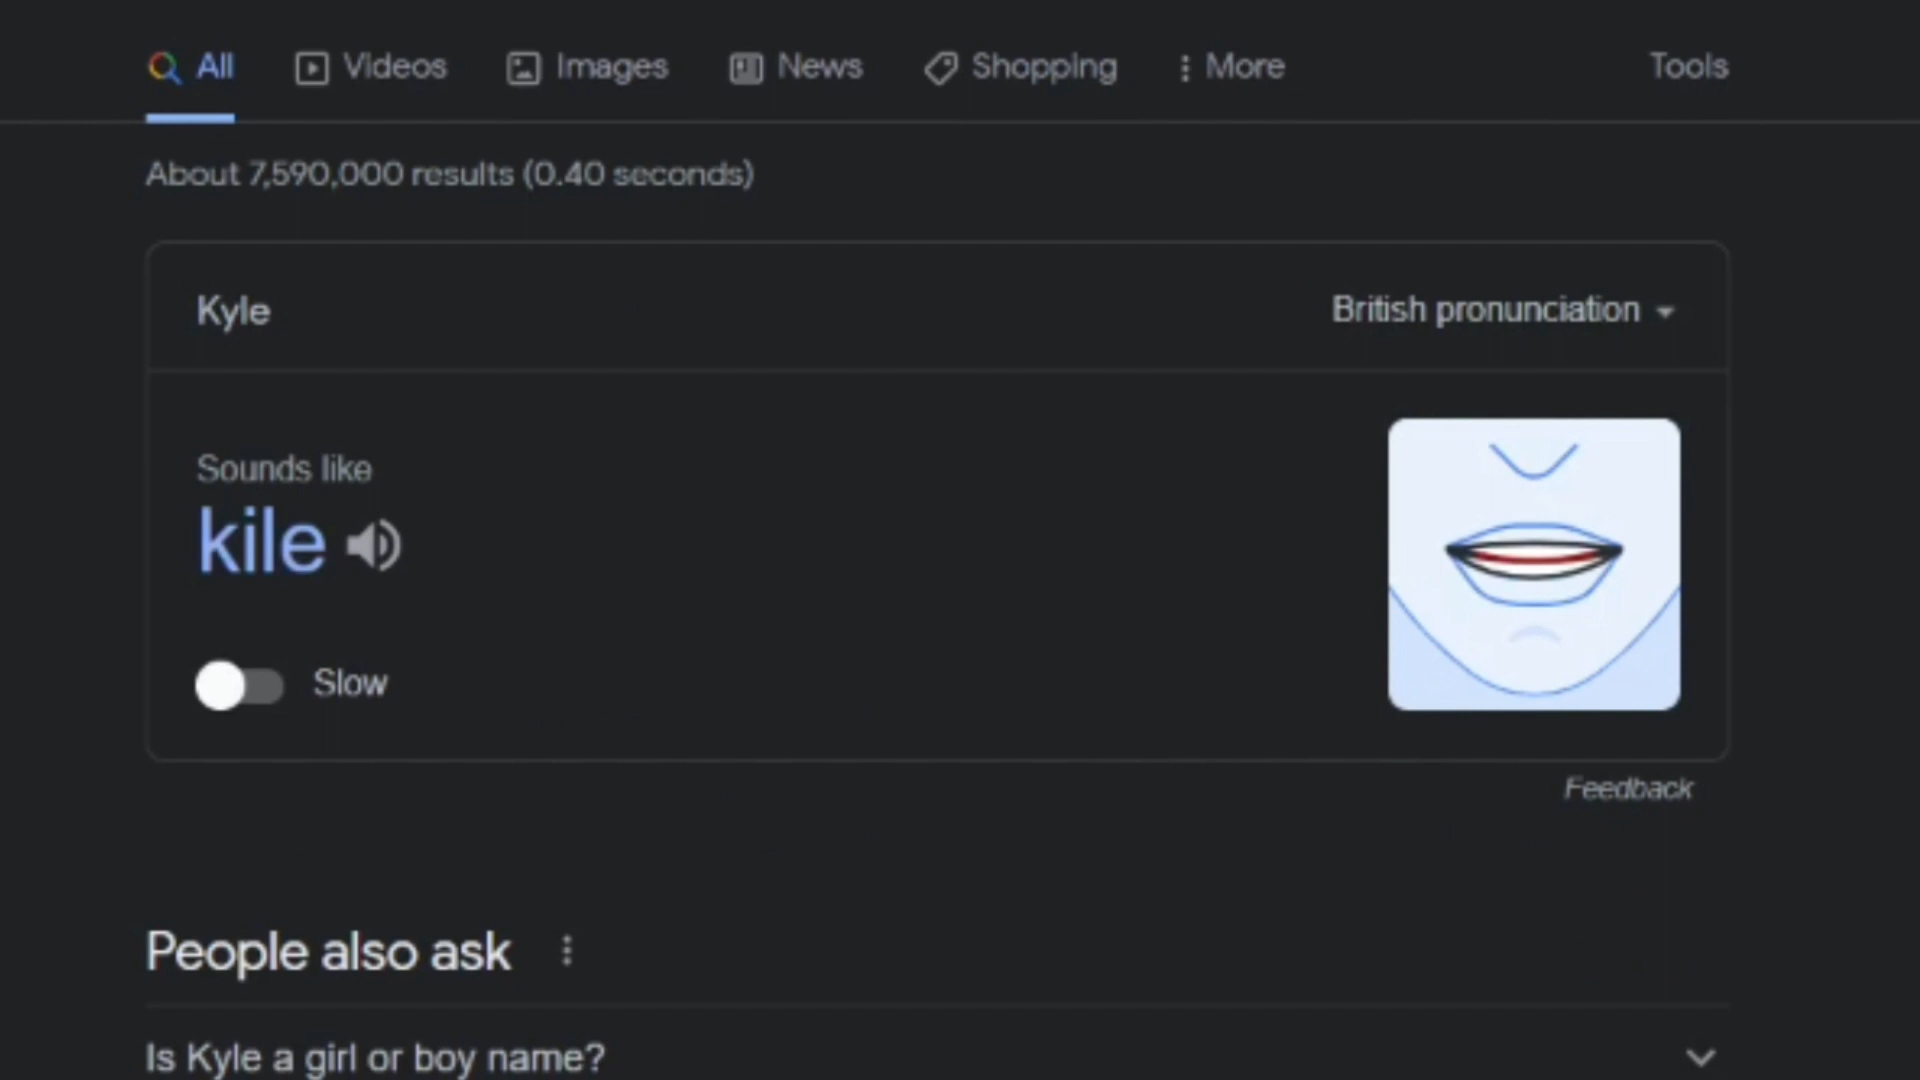 All Videos Images News Shopping More Tools
About 7,590,000 results (0.40 seconds)
Kyle British pronunciation
Sounds like
kile
Slow
Feedback
People also ask
Is Kyle a girl or boy name?